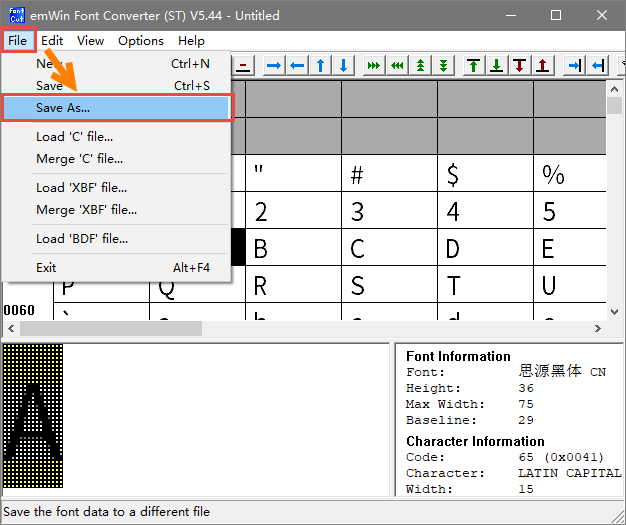 emWin Font Converter (ST) V5.44 - Untitled
File Edit View Options Help
New Ctrl+N
Save Ctrl+S
Save As...
Load 'C' file...
Merge 'C' file...
Load 'XBF' file...
Merge 'XBF' file...
Load 'BDF' file...
Exit Alt+F4
" # $ %
2 3 4 5
B C D E
P Q R S T U
0060
A
Font Information
Font: 思源黑体 CN
Height: 36
Max Width: 75
Baseline: 29
Character Information
Code: 65 (0x0041)
Character: LATIN CAPITAL
Width: 15
Save the font data to a different file